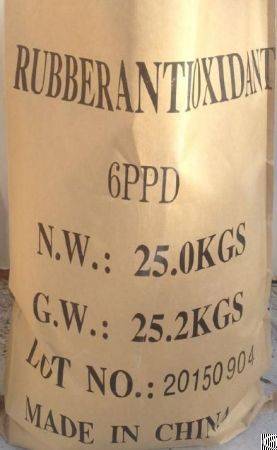 RUBBERANTIOXIDANT
6PPD
N.W.: 25.0KGS
G.W.: 25.2KGS
LOT NO.: 20150904
MADE IN CHINA